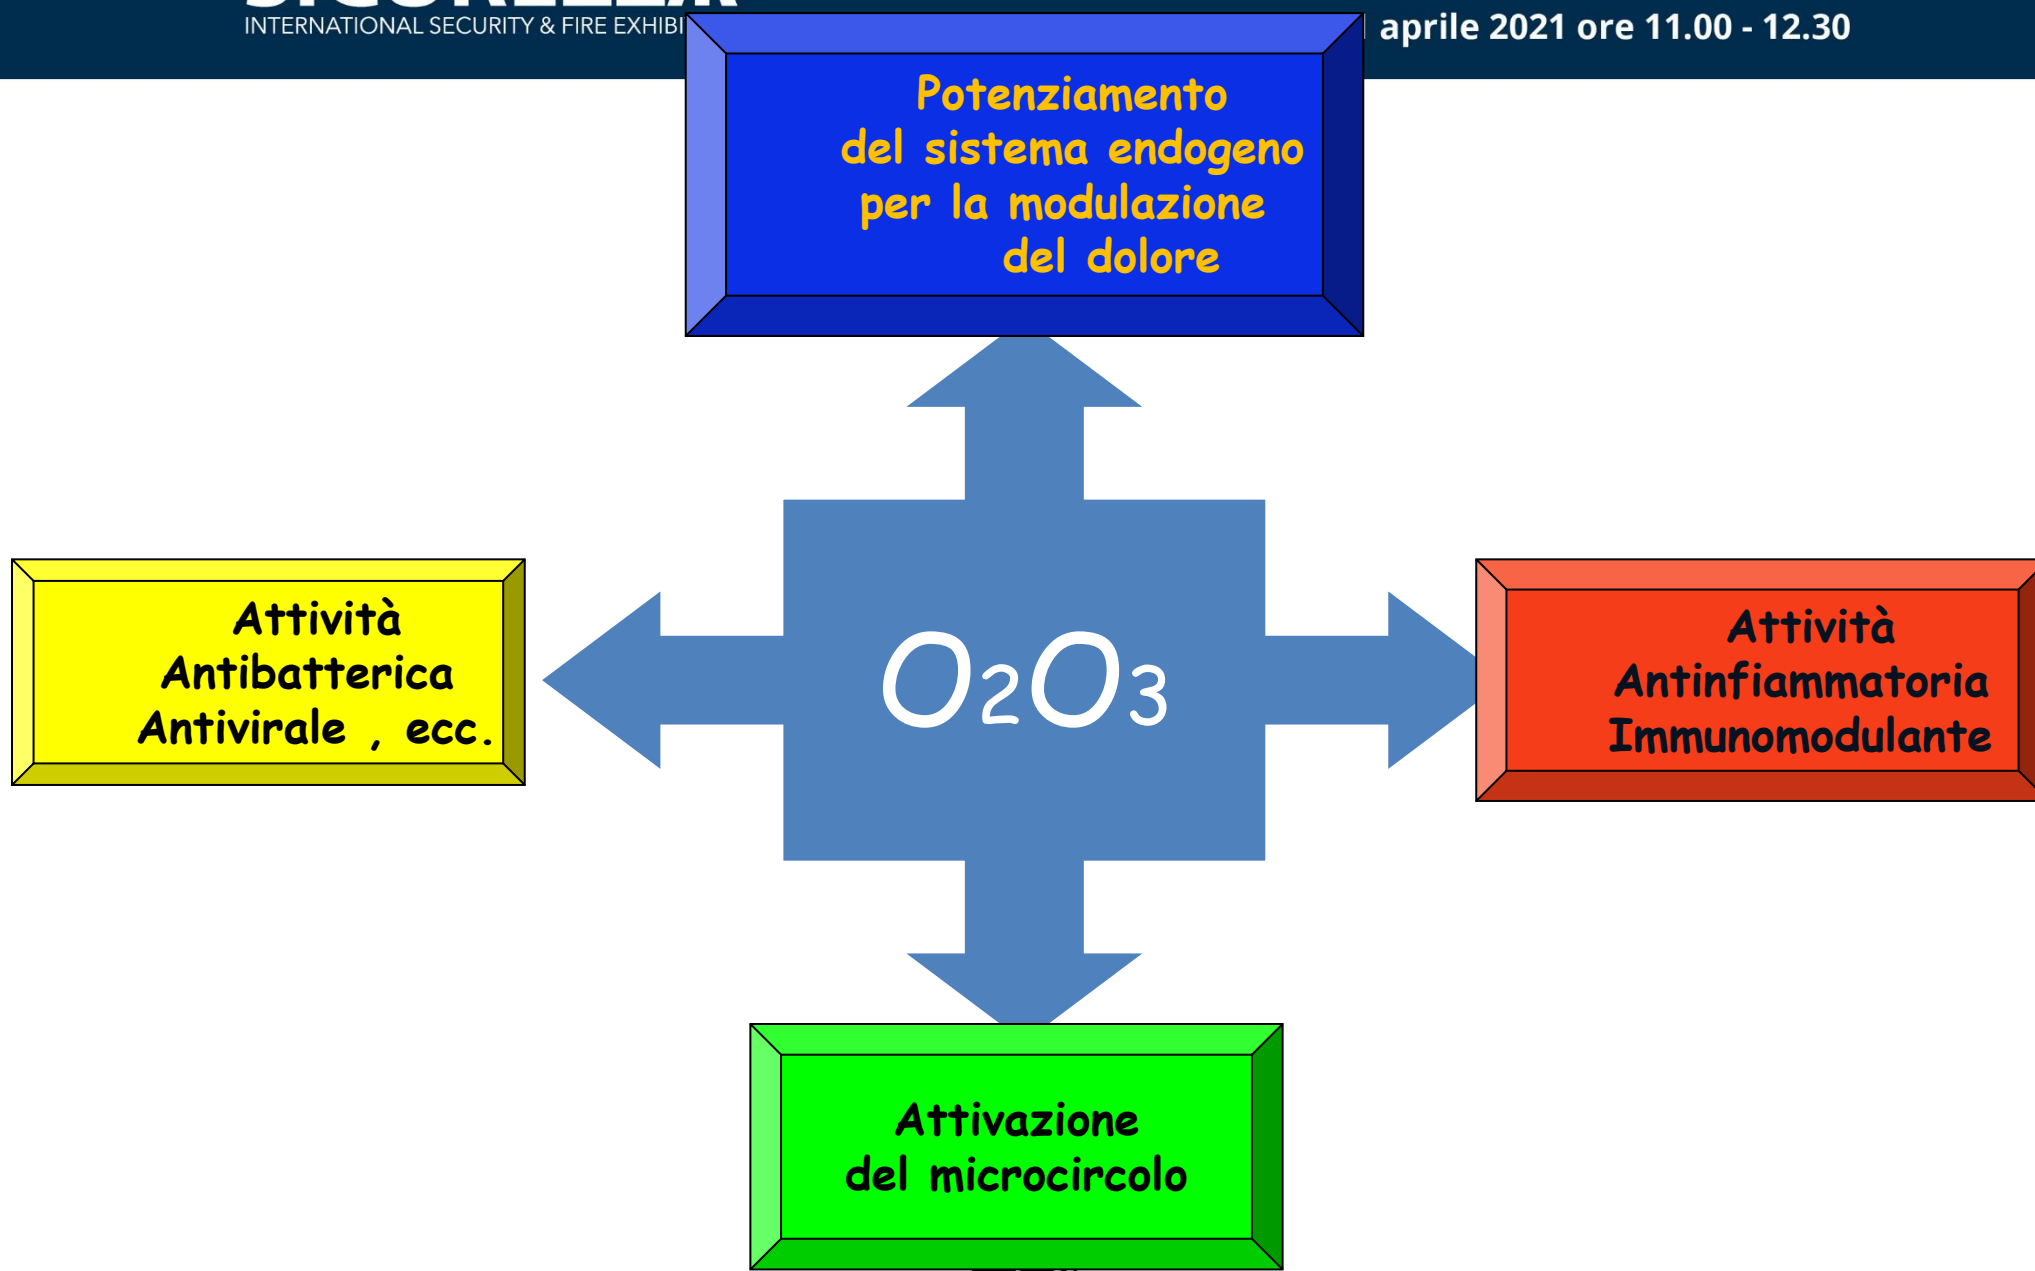 INTERNATIONAL SECURITY & FIRE
aprile 2021 ore 11.00 - 12.30
Potenziamento
del sistema endogeno
per la modulazione
del dolore
Attività
Antibatterica
Antivirale , ecc.
O2O3
Attività
Antinfiammatoria
Immunomodulante
Attivazione
del microcircolo